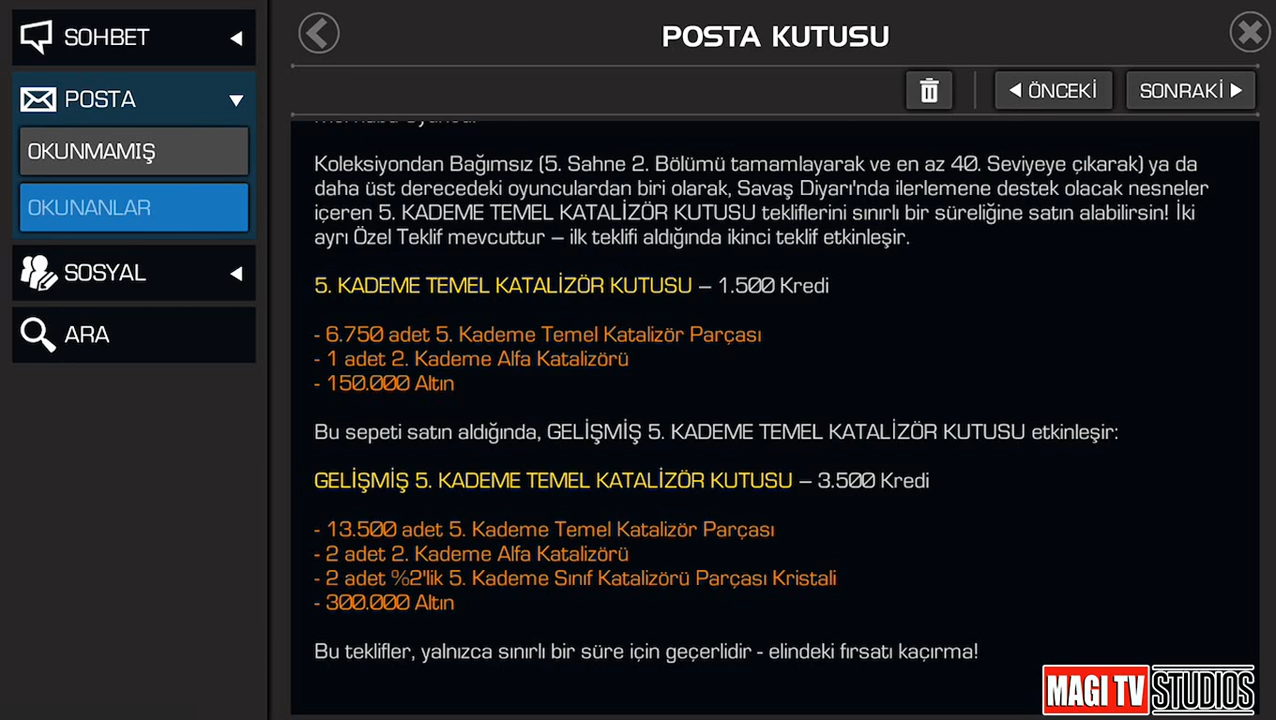 SOHBET
POSTA
OKUNMAMIŞ
OKUNANLAR
SOSYAL
ARA
POSTA KUTUSU
ÖNCEKİ
SONRAKİ
Koleksiyondan Bağımsız (5. Sahne 2. Bölümü tamamlayarak ve en az 40. Seviyeye çıkarak) ya da
daha üst derecedeki oyunculardan biri olarak, Savaş Diyarı'nda ilerlemene destek olacak nesneler
içeren 5. KADEME TEMEL KATALİZÖR KUTUSU tekliflerini sınırlı bir süreliğine satın alabilirsin! İki
ayrı Özel Teklif mevcuttur – ilk teklifi aldığında ikinci teklif etkinleşir.
5. KADEME TEMEL KATALİZÖR KUTUSU – 1.500 Kredi
- 6.750 adet 5. Kademe Temel Katalizör Parçası
- 1 adet 2. Kademe Alfa Katalizörü
- 150.000 Altın
Bu sepeti satın aldığında, GELİŞMİŞ 5. KADEME TEMEL KATALİZÖR KUTUSU etkinleşir:
GELİŞMİŞ 5. KADEME TEMEL KATALİZÖR KUTUSU – 3.500 Kredi
- 13.500 adet 5. Kademe Temel Katalizör Parçası
- 2 adet 2. Kademe Alfa Katalizörü
- 2 adet %2'lik 5. Kademe Sınıf Katalizörü Parçası Kristali
- 300.000 Altın
Bu teklifler, yalnızca sınırlı bir süre için geçerlidir - elindeki fırsatı kaçırma!
MAGI TV STUDIOS